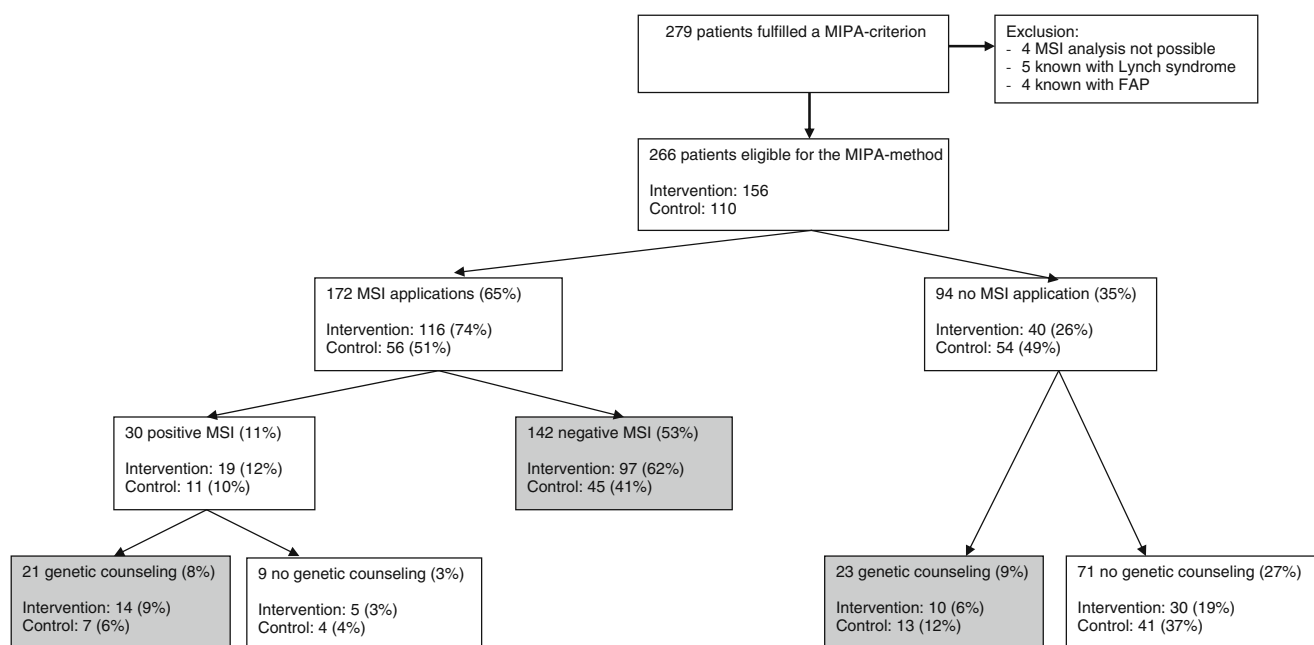 279 patients fulfilled a MIPA-criterion
Exclusion:
- 4 MSI analysis not possible
- 5 known with Lynch syndrome
- 4 known with FAP
266 patients eligible for the MIPA-method
Intervention: 156
Control: 110
172 MSI applications (65%)
Intervention: 116 (74%)
Control: 56 (51%)
94 no MSI application (35%)
Intervention: 40 (26%)
Control: 54 (49%)
30 positive MSI (11%)
Intervention: 19 (12%)
Control: 11 (10%)
142 negative MSI (53%)
Intervention: 97 (62%)
Control: 45 (41%)
21 genetic counseling (8%)
Intervention: 14 (9%)
Control: 7 (6%)
9 no genetic counseling (3%)
Intervention: 5 (3%)
Control: 4 (4%)
23 genetic counseling (9%)
Intervention: 10 (6%)
Control: 13 (12%)
71 no genetic counseling (27%)
Intervention: 30 (19%)
Control: 41 (37%)